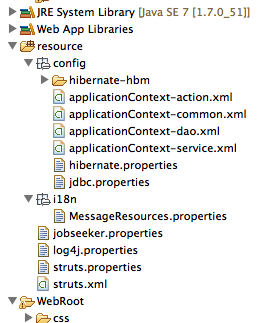 JRE System Library [Java SE 7 [1.7.0_51]]
Web App Libraries
resource
config
hibernate-hbm
applicationContext-action.xml
applicationContext-common.xml
applicationContext-dao.xml
applicationContext-service.xml
hibernate.properties
jdbc.properties
i18n
MessageResources.properties
jobseeker.properties
log4j.properties
struts.properties
struts.xml
WebRoot
css